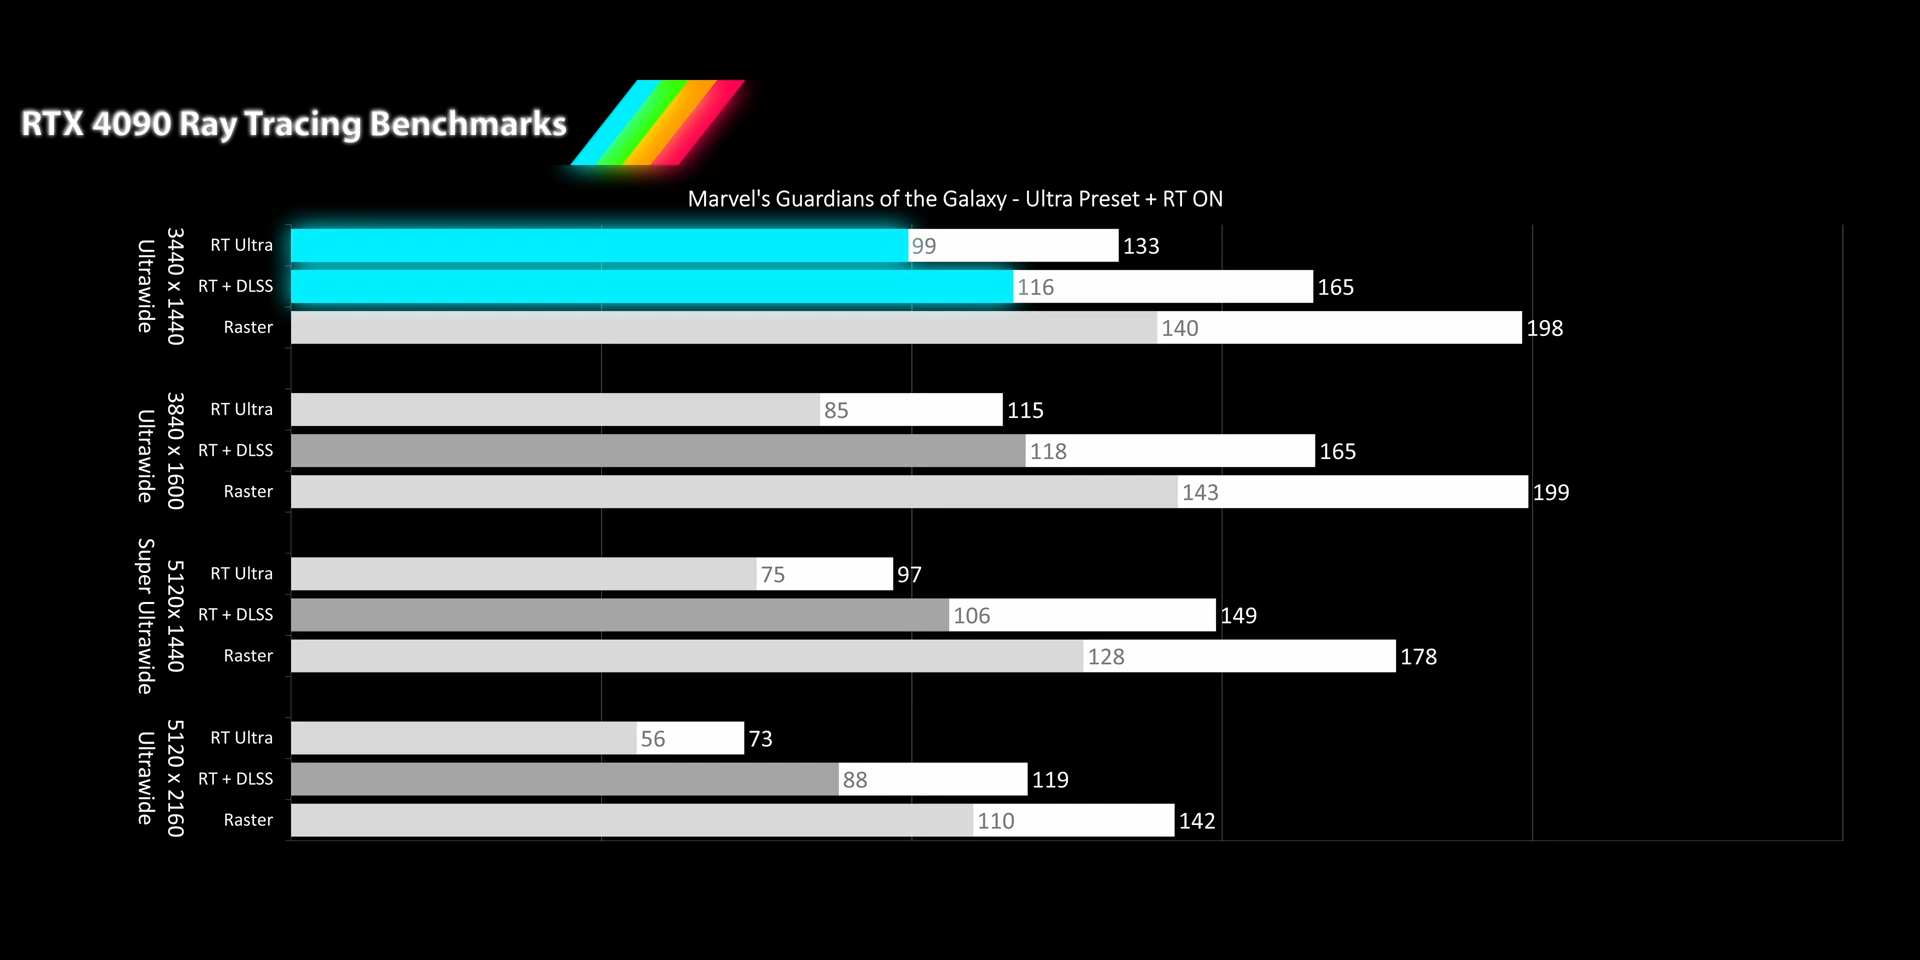 RTX 4090 Ray Tracing Benchmarks
Marvel's Guardians of the Galaxy - Ultra Preset + RT ON
3440 x 1440
Ultrawide
RT Ultra 99 133
RT + DLSS 116 165
Raster 140 198
3840 x 1600
Ultrawide
RT Ultra 85 115
RT + DLSS 118 165
Raster 143 199
5120x 1440
Super Ultrawide
RT Ultra 75 97
RT + DLSS 106 149
Raster 128 178
5120 x 2160
Ultrawide
RT Ultra 56 73
RT + DLSS 88 119
Raster 110 142